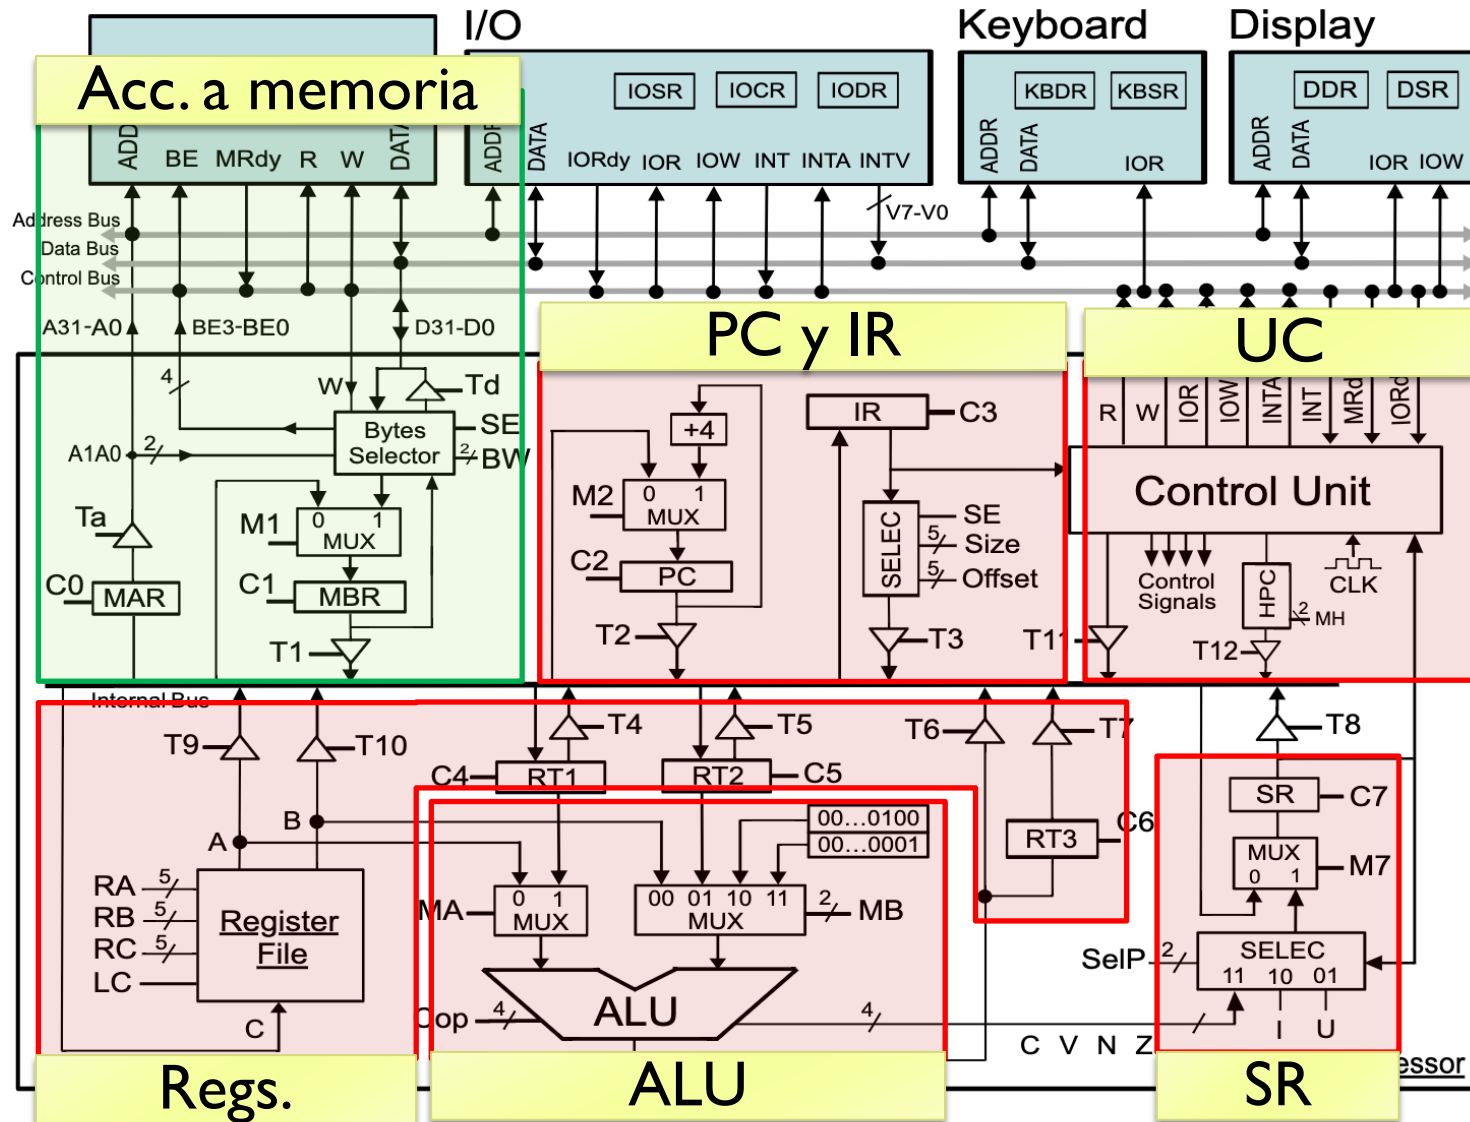 I/O
Keyboard
Display
Acc. a memoria
IOSR
IOCR
IODR
KBDR
KBSR
DDR
DSR
ADD
BE
MRdy
R
W
DATA
ADDR
DATA
IORdy
IOR
IOW
INT
INTA
INTV
ADDR
DATA
IOR
ADDR
DATA
IOR
IOW
V7-V0
Address Bus
Data Bus
Control Bus
A31-A0
BE3-BE0
D31-D0
PC y IR
UC
4
W
Td
Bytes
Selector
SE
A1A0
2
2
BW
+4
IR
C3
R
W
IOR
IOW
INTA
INT
MRd
IORd
Control Unit
Ta
M1
0
1
MUX
M2
0
1
MUX
SELEC
SE
5
Size
5
Offset
C0
MAR
C1
MBR
C2
PC
Control
Signals
HPC
CLK
2
MH
T1
T2
T3
T11
T12
Internal Bus
T9
T10
T4
T5
T6
T7
T8
C4
RT1
RT2
C5
SR
C7
B
A
00...0100
00...0001
RT3
C6
MUX
0
1
M7
RA
5
RB
5
RC
5
LC
Register
File
MA
0
1
MUX
00
01
10
11
MUX
2
MB
SelP
2
SELEC
11
10
01
I
U
C
Cop
4
ALU
4
C V N Z
Regs.
ALU
SR
essor